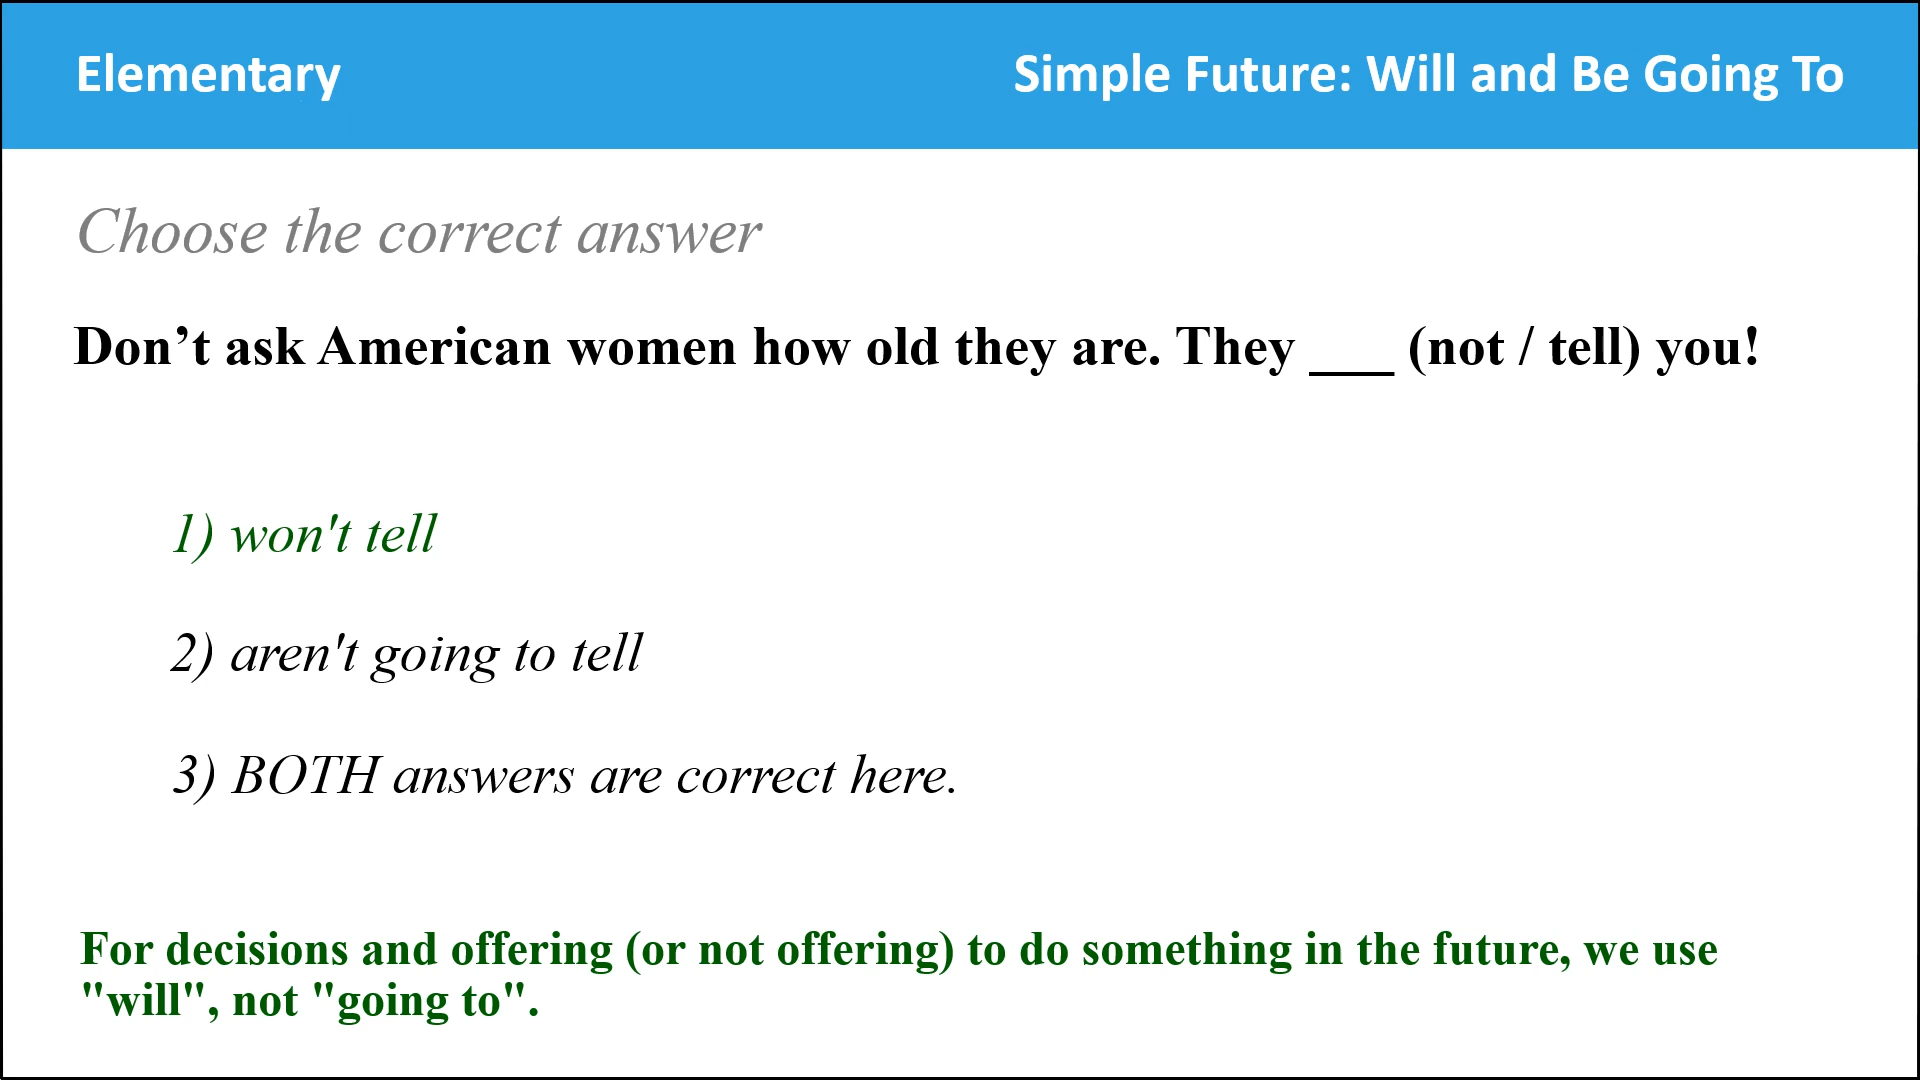 Elementary
Simple Future: Will and Be Going To
Choose the correct answer
Don’t ask American women how old they are. They ___ (not / tell) you!
1) won't tell
2) aren't going to tell
3) BOTH answers are correct here.
For decisions and offering (or not offering) to do something in the future, we use
"will", not "going to".